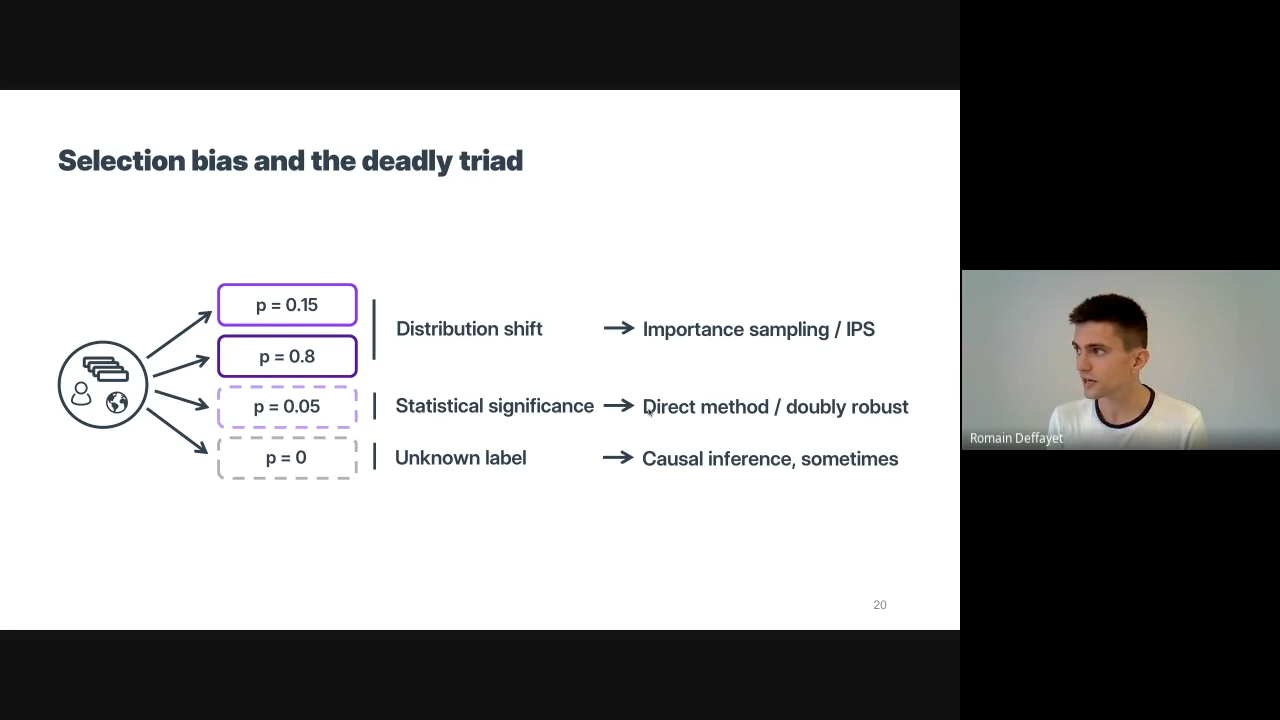 Selection bias and the deadly triad
p = 0.15
p = 0.8
Distribution shift
Importance sampling / IPS
p = 0.05
Statistical significance
Direct method / doubly robust
p = 0
Unknown label
Causal inference, sometimes
Romain Deffayet
20